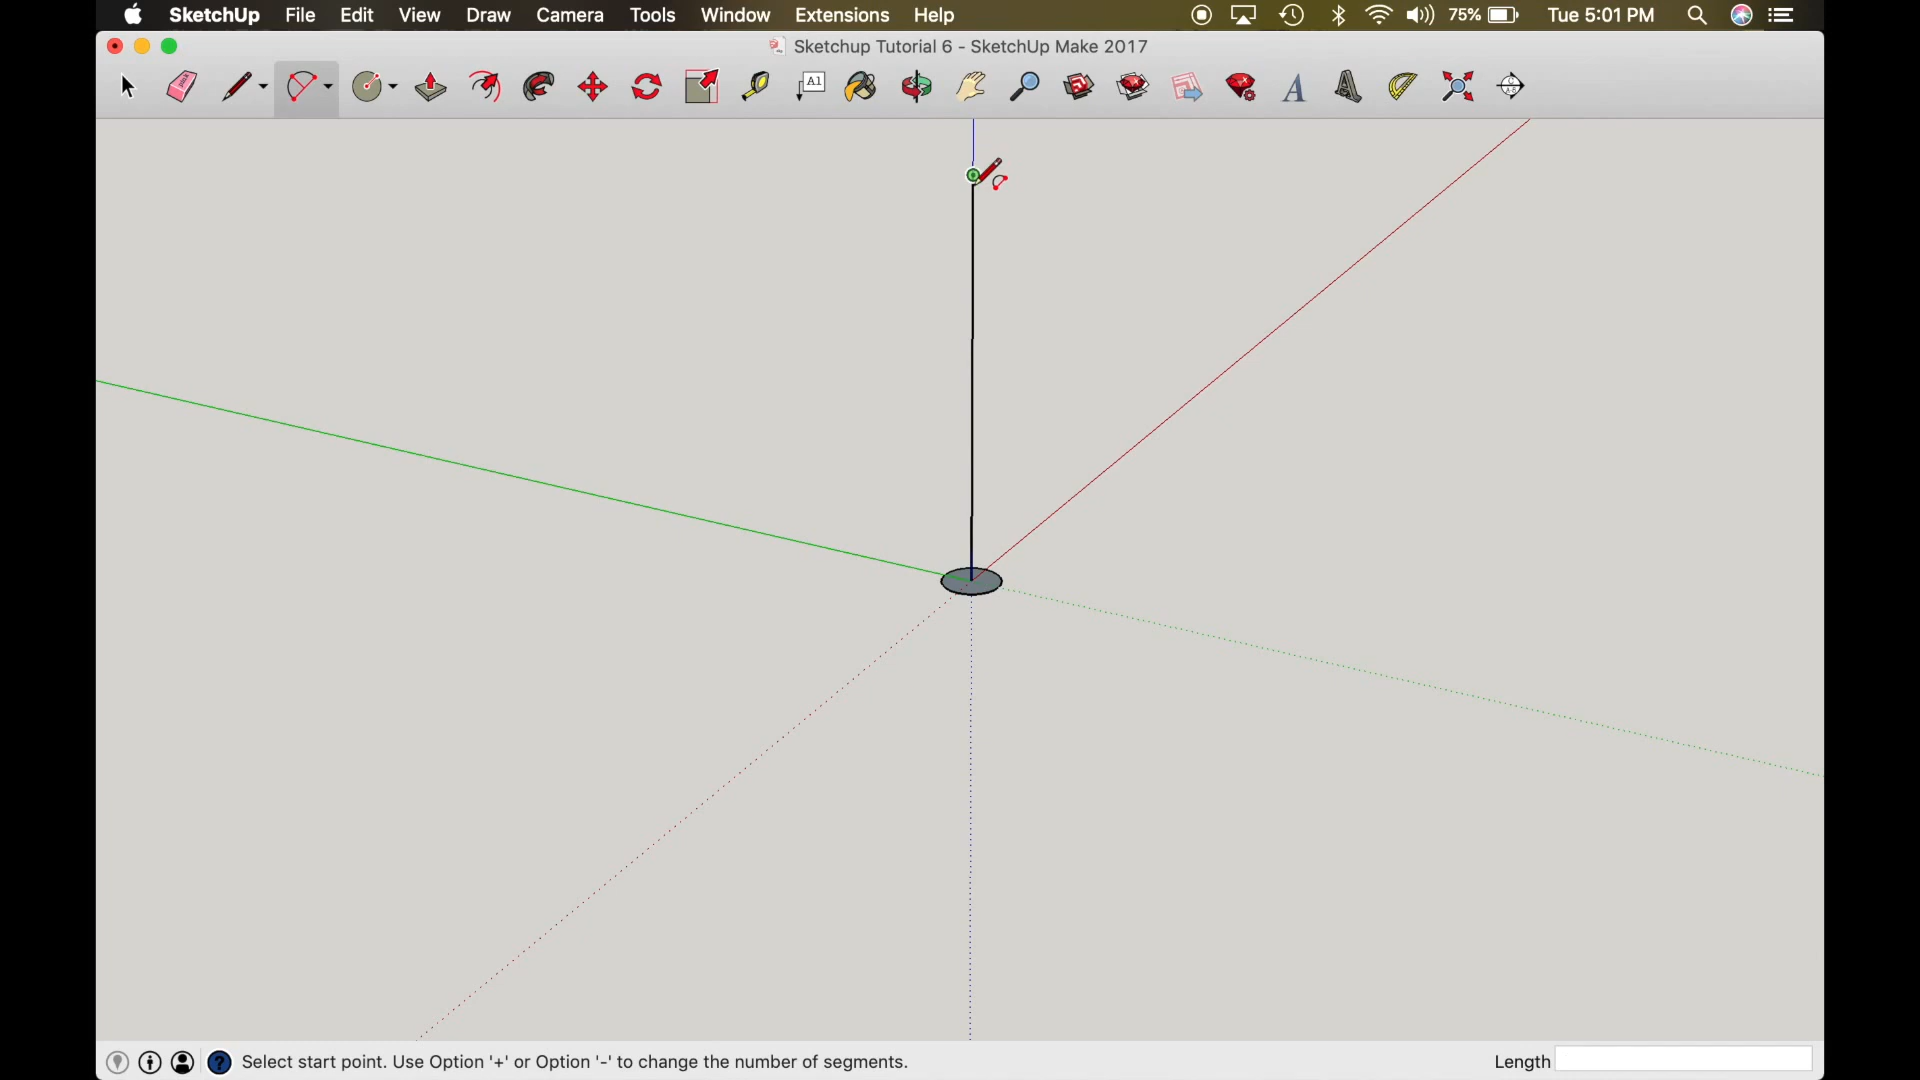 SketchUp File Edit View Draw Camera Tools Window Extensions Help 75% Tue 5:01 PM
Sketchup Tutorial 6 - SketchUp Make 2017
A1
A
Select start point. Use Option '+' or Option '-' to change the number of segments.
Length